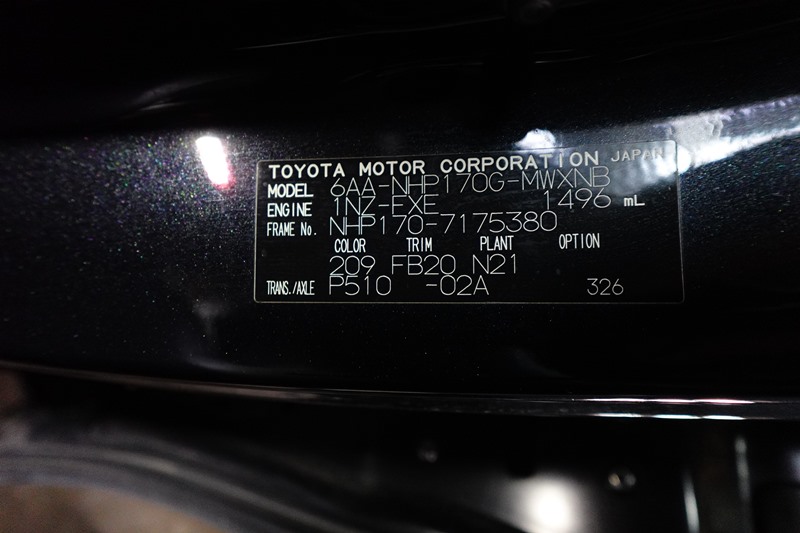 TOYOTA MOTOR CORPORATION JAPAN
MODEL 6AA-NHP170G-MWXNB
ENGINE 1NZ-FXE 1496 mL
FRAME No. NHP170-7175380
COLOR TRIM PLANT OPTION
209 FB20 N21
TRANS./AXLE P510 -02A 326